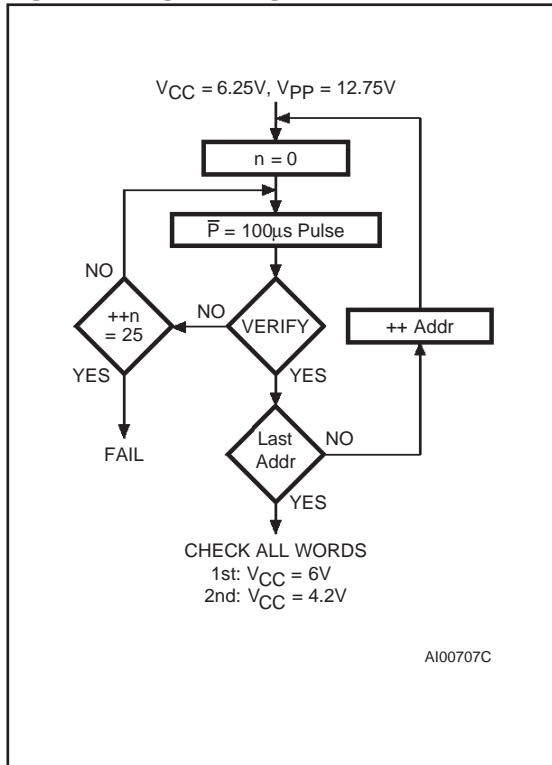 VCC = 6.25V, VPP = 12.75V
n = 0
P̅ = 100μs Pulse
NO
++n
= 25
NO
VERIFY
++ Addr
YES
YES
FAIL
Last
Addr
NO
YES
CHECK ALL WORDS
1st: VCC = 6V
2nd: VCC = 4.2V
AI00707C